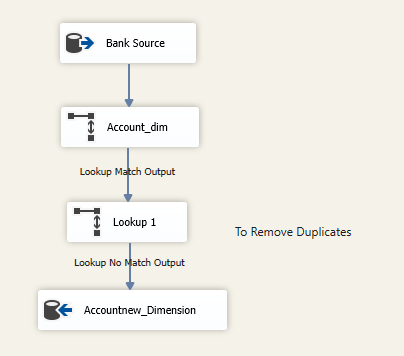 Bank Source
Account_dim
Lookup Match Output
Lookup 1
To Remove Duplicates
Lookup No Match Output
Accountnew_Dimension